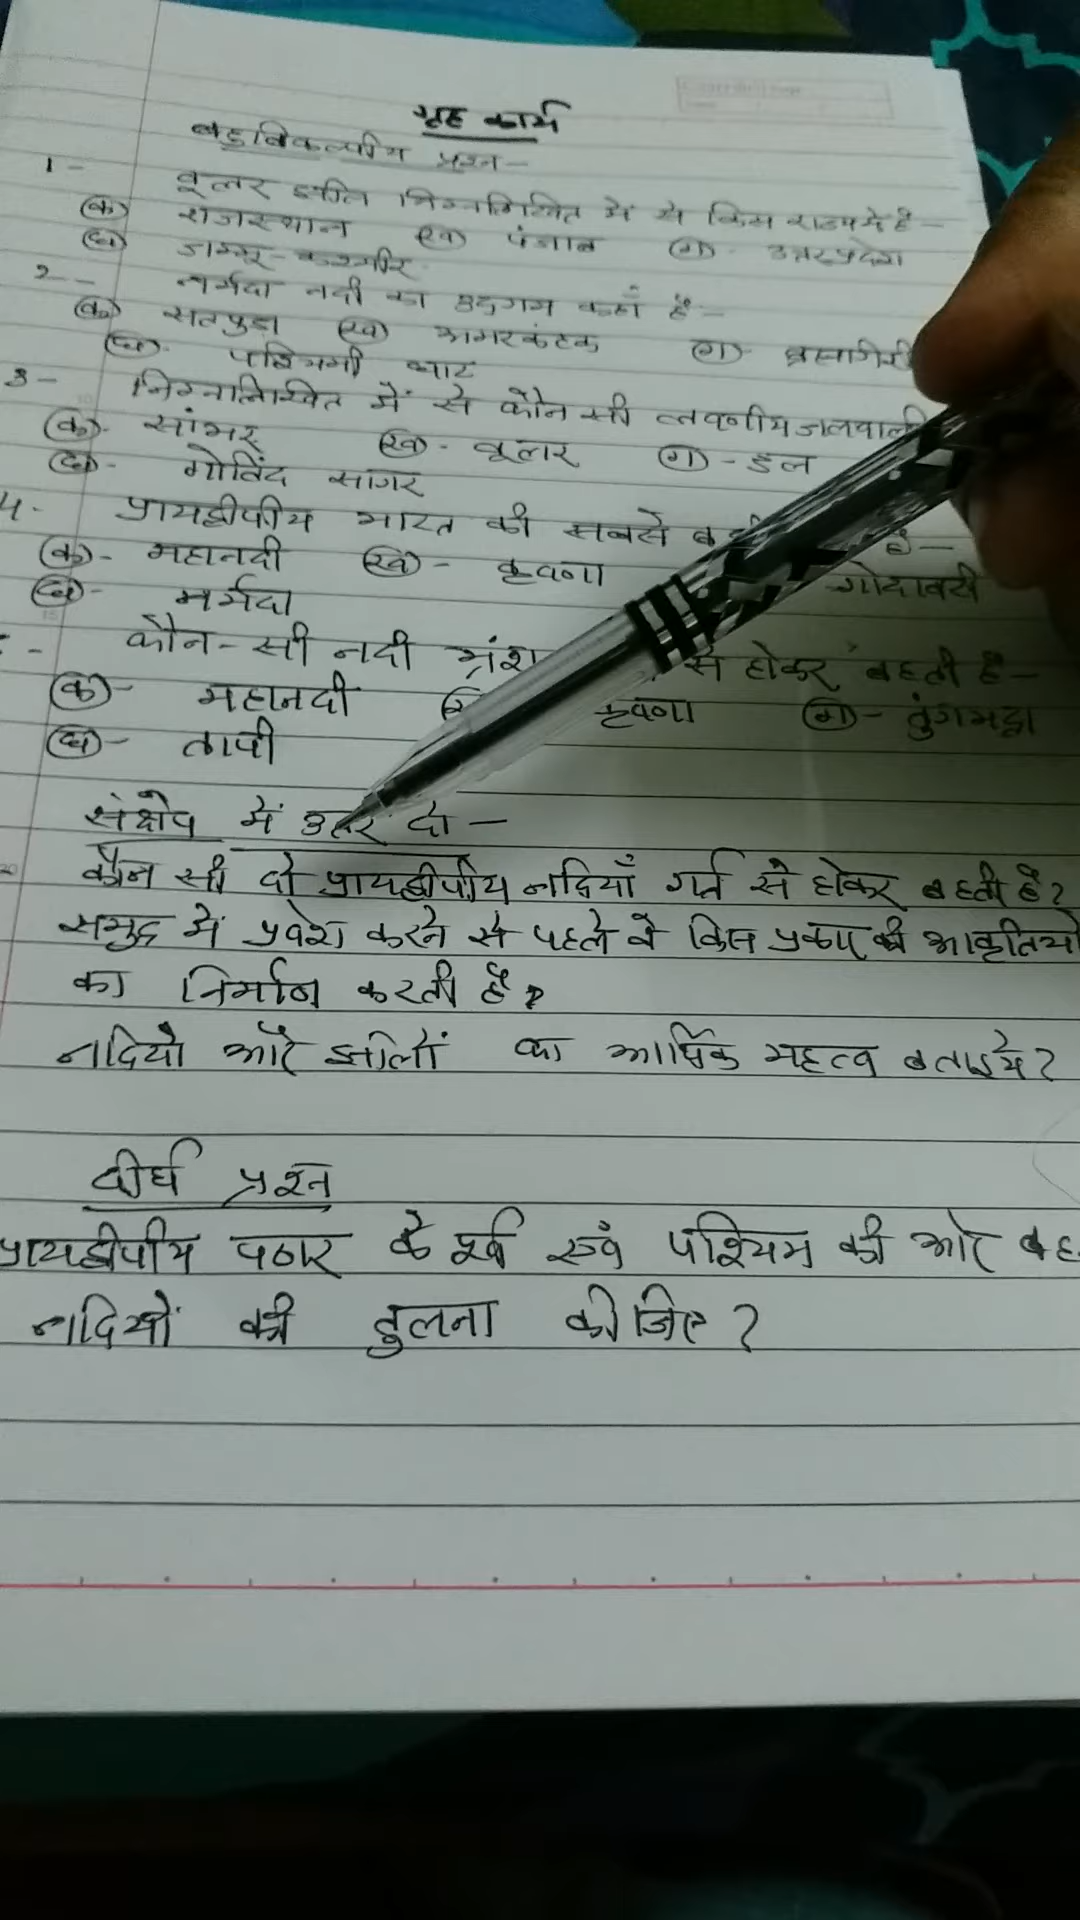 गृह कार्य
बहुविकल्पीय प्रश्न -
1 - वूलर झील निम्नलिखित में से किस राज्य में है -
(क) राजस्थान (ख) पंजाब (ग) - उत्तरप्रदेश
(घ) जम्मू-कश्मीर
2 - नर्मदा नदी का उदगम कहाँ है -
(क) सतपुड़ा (ख) अमरकंटक (ग) - ब्रह्मागिरी
(घ) - पश्चिमी घाट
3 - निम्नलिखित में से कौन सी लवणीय जलवाली
(क) - सांभर (ख) - वूलर (ग) - डल
(घ) - गोविंद सागर
4 - प्रायद्वीपीय भारत की सबसे है -
(क) - महानदी (ख) - कृष्णा गोदावरी
(घ) - नर्मदा
कौन - सी नदी भ्रंश से होकर बहती है -
(क) - महानदी कृष्णा (ग) - तुंगभद्रा
(घ) - तापी
संक्षेप में उत्तर दो -
कौन सी दो प्रायद्वीपीय नदियाँ गर्त से होकर बहती है?
समुद्र में प्रवेश करने से पहले वे किस प्रकार की आकृतियो
का निर्माण करती है?
नदियो और झीलों का आर्थिक महत्व बताइये?
दीर्घ प्रश्न
प्रायद्वीपीय पठार के पूर्व एवं पश्चिम की ओर बह
नदियों की तुलना कीजिए?